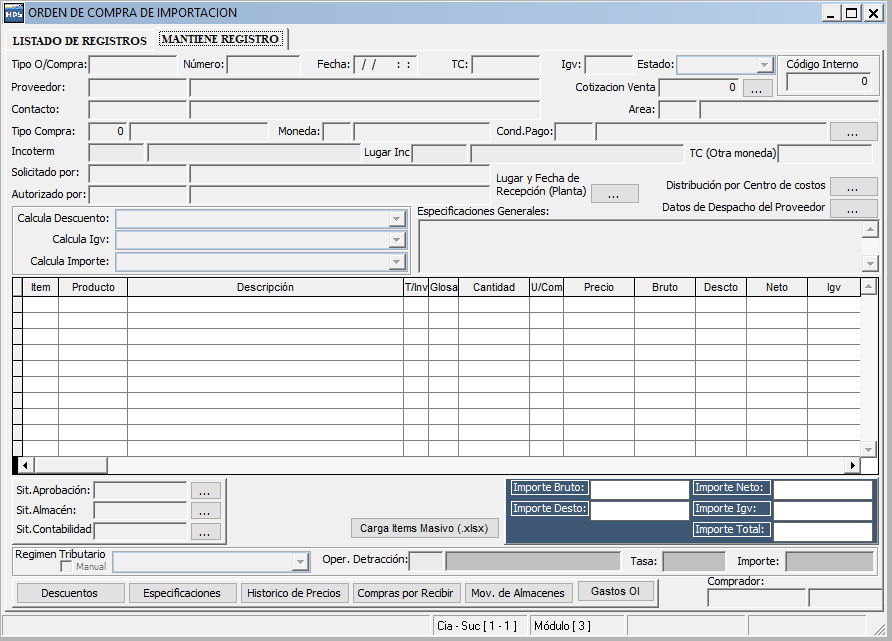 HDS ORDEN DE COMPRA DE IMPORTACION
LISTADO DE REGISTROS MANTIENE REGISTRO
Tipo O/Compra: Número: Fecha: / / : : TC: Igv: Estado: Código Interno
0
Proveedor: Cotizacion Venta 0 ...
Contacto: Area:
Tipo Compra: 0 Moneda: Cond.Pago: ...
Incoterm Lugar Inc TC (Otra moneda)
Solicitado por: Lugar y Fecha de
Recepción (Planta) ... Distribución por Centro de costos ...
Autorizado por: Datos de Despacho del Proveedor ...
Calcula Descuento: Especificaciones Generales:
Calcula Igv:
Calcula Importe:
Item Producto Descripción T/Inv Glosa Cantidad U/Com Precio Bruto Descto Neto Igv
Sit.Aprobación: ... Importe Bruto: Importe Neto:
Sit.Almacén: ... Importe Desto: Importe Igv:
Sit.Contabilidad ... Carga Items Masivo (.xlsx) Importe Total:
Regimen Tributario Oper. Detracción: Tasa: Importe:
Manual
Descuentos Especificaciones Historico de Precios Compras por Recibir Mov. de Almacenes Gastos OI Comprador:
Cia - Suc [ 1 - 1 ] Módulo [ 3 ]